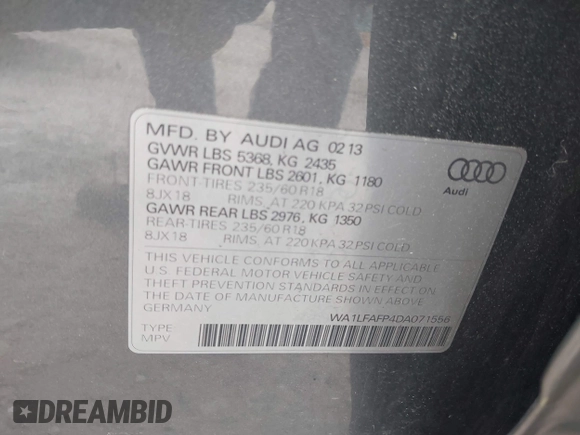 MFD. BY AUDI AG 02 13
GVWR LBS 5368, KG 2435
GAWR FRONT LBS 2601, KG 1180
FRONT-TIRES 235/60 R18
8JX18 RIMS, AT 220 KPA 32 PSI COLD
GAWR REAR LBS 2976, KG 1350
REAR-TIRES 235/60 R18
8JX18 RIMS, AT 220 KPA 32 PSI COLD
Audi
THIS VEHICLE CONFORMS TO ALL APPLICABLE
U.S. FEDERAL MOTOR VEHICLE SAFETY AND
THEFT PREVENTION STANDARDS IN EFFECT ON
THE DATE OF MANUFACTURE SHOWN ABOVE.
GERMANY
WA1LFAFP4DA071556
TYPE
MPV
DREAMBID